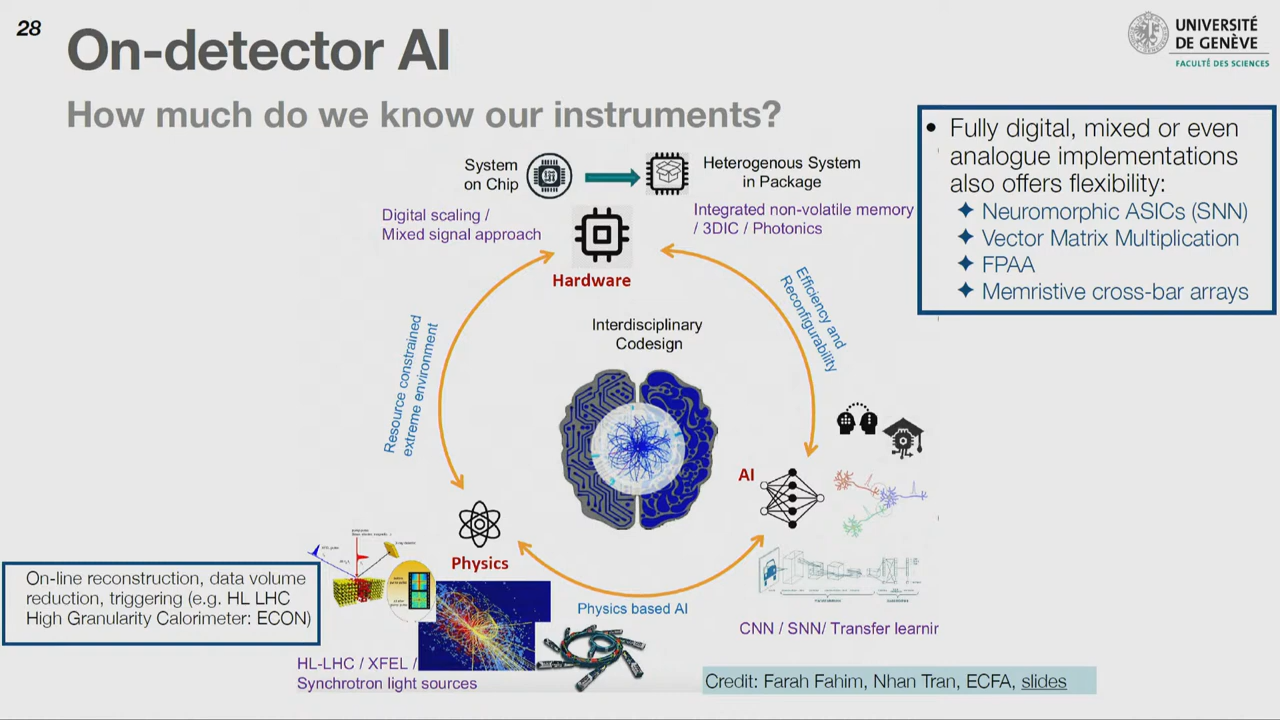 28
On-detector AI
How much do we know our instruments?
UNIVERSITÉ
DE GENÈVE
FACULTÉ DES SCIENCES
• Fully digital, mixed or even
analogue implementations
also offers flexibility:
✦ Neuromorphic ASICs (SNN)
✦ Vector Matrix Multiplication
✦ FPAA
✦ Memristive cross-bar arrays
System
on Chip
Heterogenous System
in Package
Digital scaling /
Mixed signal approach
Integrated non-volatile memory
/ 3DIC / Photonics
Hardware
Interdisciplinary
Codesign
Resource constrained
extreme environment
Efficiency and
Reconfigurability
AI
Physics
Physics based AI
On-line reconstruction, data volume
reduction, triggering (eg. HL LHC
High Granularity Calorimeter: ECON)
CNN / SNN/ Transfer learnin
HL-LHC / XFEL /
Synchrotron light sources
Credit: Farah Fahim, Nhan Tran, ECFA, slides